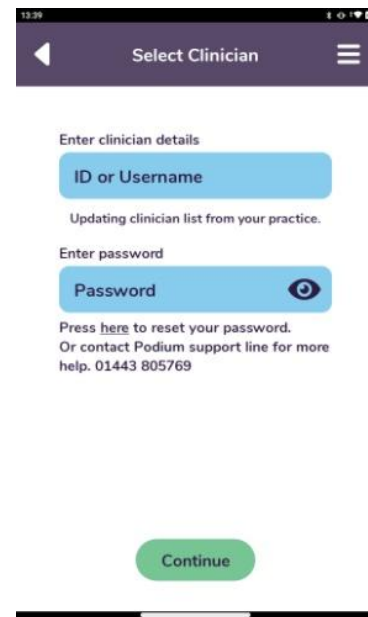 13:39
Select Clinician
Enter clinician details
ID or Username
Updating clinician list from your practice.
Enter password
Password
Press here to reset your password.
Or contact Podium support line for more
help. 01443 805769
Continue